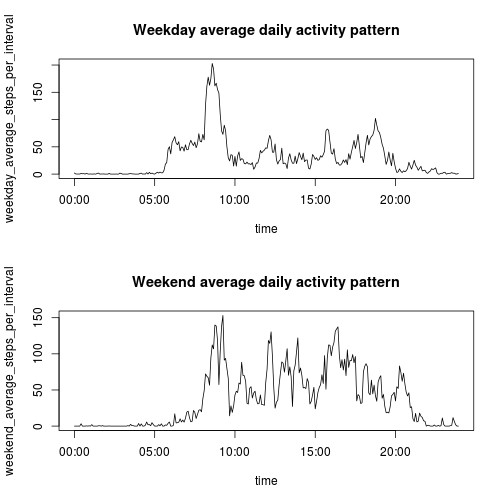 Weekday average daily activity pattern
weekday_average_steps_per_interval
150
50
0
00:00 05:00 10:00 15:00 20:00
time
Weekend average daily activity pattern
weekend_average_steps_per_interval
150
100
50
0
00:00 05:00 10:00 15:00 20:00
time